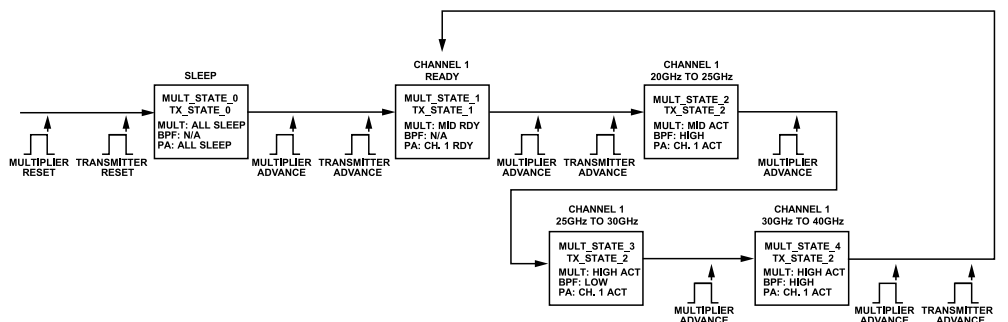 SLEEP
MULT_STATE_0
TX_STATE_0
MULT: ALL SLEEP
BPF: N/A
PA: ALL SLEEP
MULTIPLIER
RESET
TRANSMITTER
RESET
MULTIPLIER
ADVANCE
TRANSMITTER
ADVANCE
CHANNEL 1
READY
MULT_STATE_1
TX_STATE_1
MULT: MID RDY
BPF: N/A
PA: CH. 1 RDY
MULTIPLIER
ADVANCE
TRANSMITTER
ADVANCE
CHANNEL 1
20GHz TO 25GHz
MULT_STATE_2
TX_STATE_2
MULT: MID ACT
BPF: HIGH
PA: CH. 1 ACT
MULTIPLIER
ADVANCE
CHANNEL 1
25GHz TO 30GHz
MULT_STATE_3
TX_STATE_2
MULT: HIGH ACT
BPF: LOW
PA: CH. 1 ACT
MULTIPLIER
ADVANCE
CHANNEL 1
30GHz TO 40GHz
MULT_STATE_4
TX_STATE_2
MULT: HIGH ACT
BPF: HIGH
PA: CH. 1 ACT
MULTIPLIER
ADVANCE
TRANSMITTER
ADVANCE